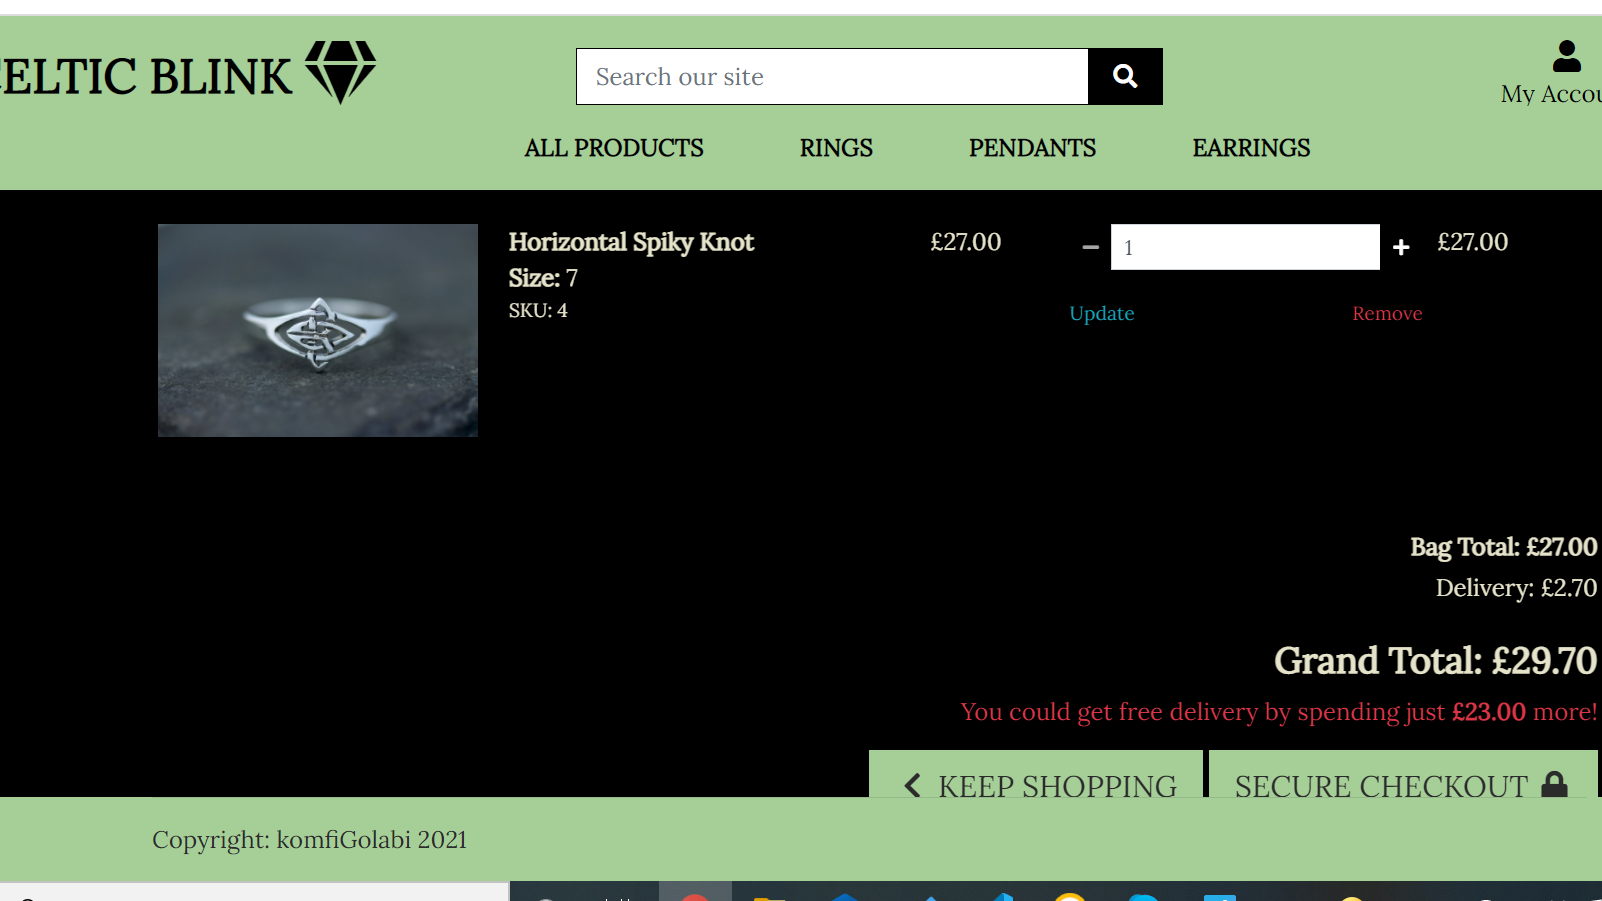 ELTIC BLINK
Search our site
My Accou
ALL PRODUCTS RINGS PENDANTS EARRINGS
Horizontal Spiky Knot £27.00 − 1 + £27.00
Size: 7
SKU: 4
Update Remove
Bag Total: £27.00
Delivery: £2.70
Grand Total: £29.70
You could get free delivery by spending just £23.00 more!
KEEP SHOPPING SECURE CHECKOUT
Copyright: komfiGolabi 2021